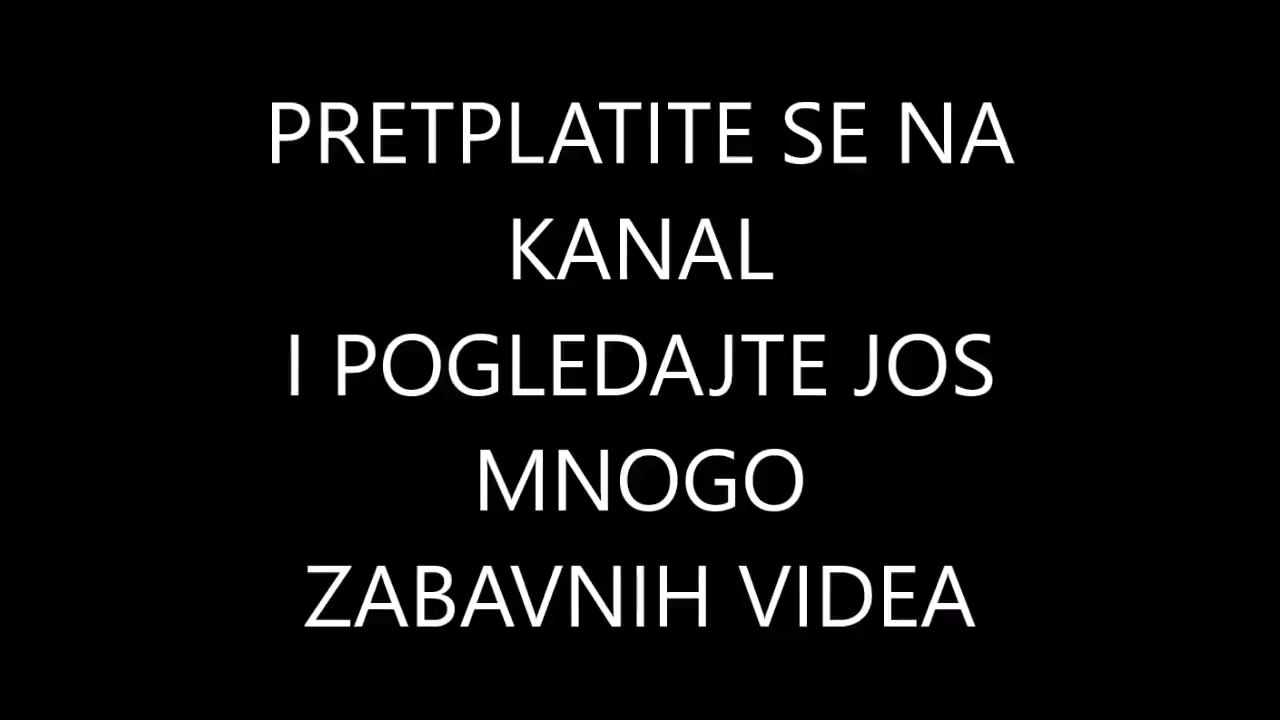 PRETPLATITE SE NA
KANAL
I POGLEDAJTE JOS
MNOGO
ZABAVNIH VIDEA